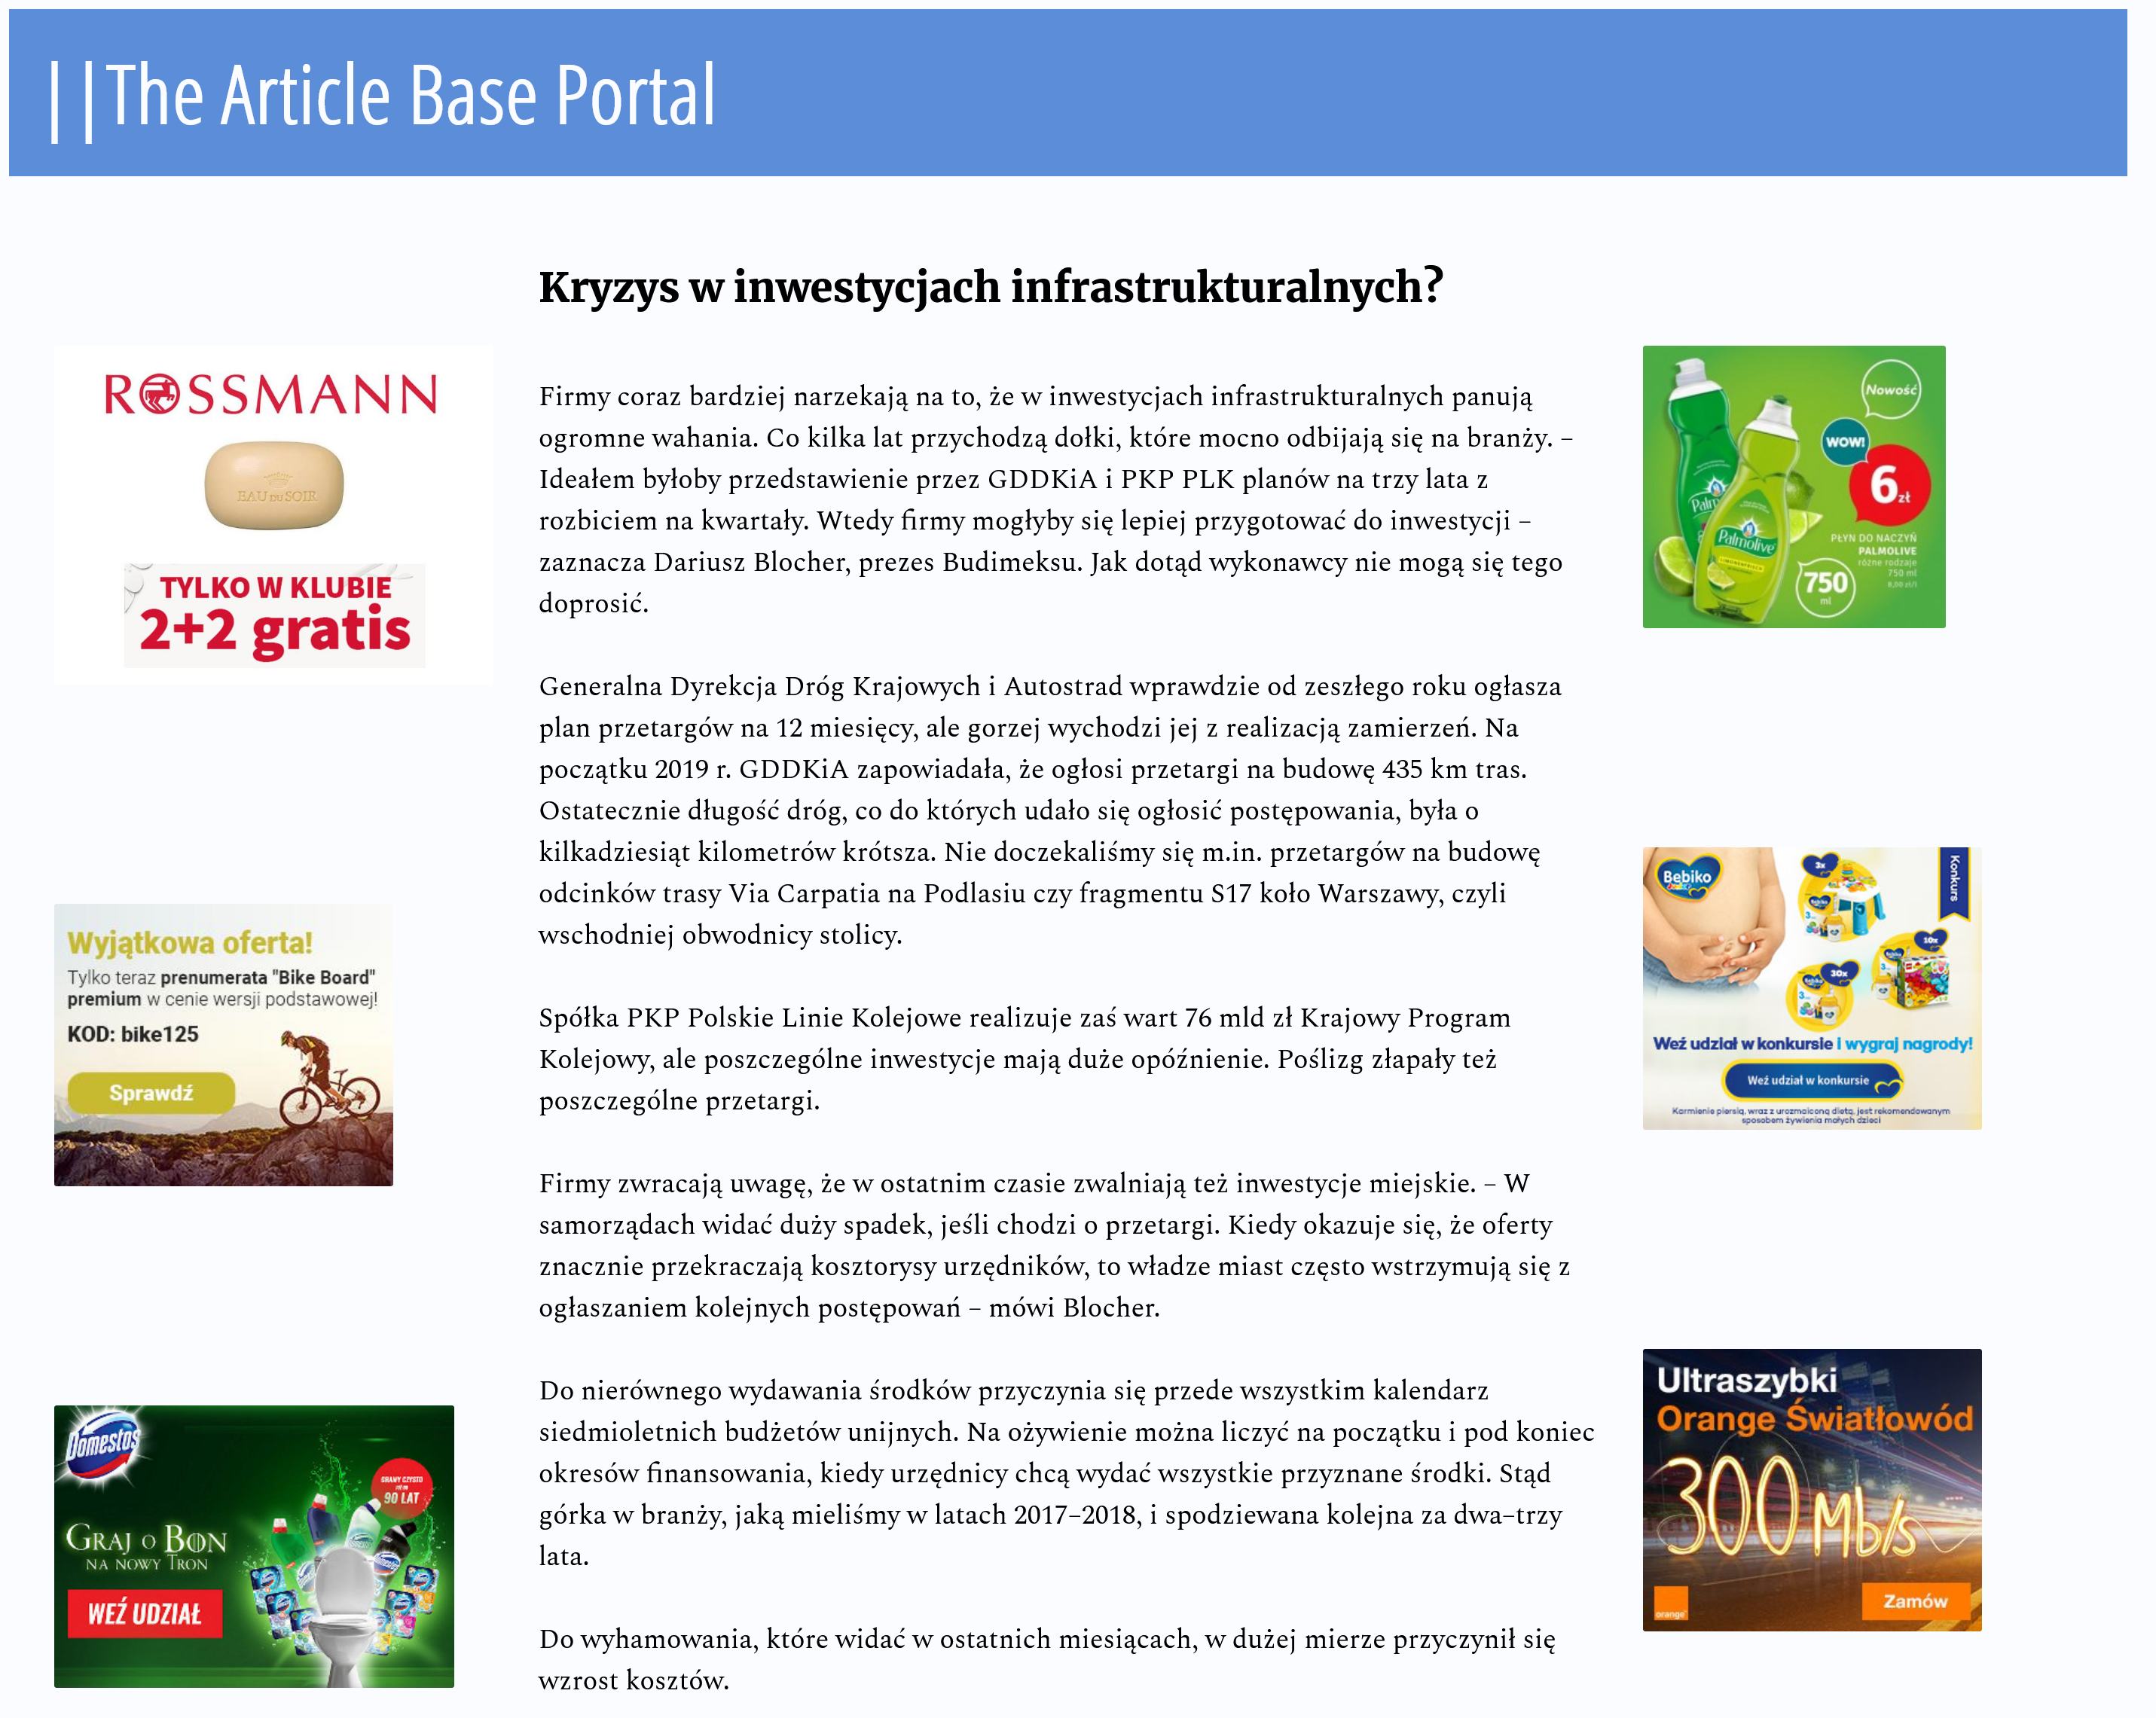 ||The Article Base Portal
Kryzys w inwestycjach infrastrukturalnych?
Firmy coraz bardziej narzekają na to, że w inwestycjach infrastrukturalnych panują
ogromne wahania. Co kilka lat przychodzą dołki, które mocno odbijają się na branży. –
Ideałem byłoby przedstawienie przez GDDKiA i PKP PLK planów na trzy lata z
rozbiciem na kwartały. Wtedy firmy mogłyby się lepiej przygotować do inwestycji –
zaznacza Dariusz Blocher, prezes Budimeksu. Jak dotąd wykonawcy nie mogą się tego
doprosić.
Generalna Dyrekcja Dróg Krajowych i Autostrad wprawdzie od zeszłego roku ogłasza
plan przetargów na 12 miesięcy, ale gorzej wychodzi jej z realizacją zamierzeń. Na
początku 2019 r. GDDKiA zapowiadała, że ogłosi przetargi na budowę 435 km tras.
Ostatecznie długość dróg, co do których udało się ogłosić postępowania, była o
kilkadziesiąt kilometrów krótsza. Nie doczekaliśmy się m.in. przetargów na budowę
odcinków trasy Via Carpatia na Podlasiu czy fragmentu S17 koło Warszawy, czyli
wschodniej obwodnicy stolicy.
Spółka PKP Polskie Linie Kolejowe realizuje zaś wart 76 mld zł Krajowy Program
Kolejowy, ale poszczególne inwestycje mają duże opóźnienie. Poślizg złapały też
poszczególne przetargi.
Firmy zwracają uwagę, że w ostatnim czasie zwalniają też inwestycje miejskie. – W
samorządach widać duży spadek, jeśli chodzi o przetargi. Kiedy okazuje się, że oferty
znacznie przekraczają kosztorysy urzędników, to władze miast często wstrzymują się z
ogłaszaniem kolejnych postępowań – mówi Blocher.
Do nierównego wydawania środków przyczynia się przede wszystkim kalendarz
siedmioletnich budżetów unijnych. Na ożywienie można liczyć na początku i pod koniec
okresów finansowania, kiedy urzędnicy chcą wydać wszystkie przyznane środki. Stąd
górka w branży, jaką mieliśmy w latach 2017–2018, i spodziewana kolejna za dwa–trzy
lata.
Do wyhamowania, które widać w ostatnich miesiącach, w dużej mierze przyczynił się
wzrost kosztów.
ROSSMANN
EAU DU SOIR
TYLKO W KLUBIE
2+2 gratis
Wyjątkowa oferta!
Tylko teraz prenumerata "Bike Board"
premium w cenie wersji podstawowej!
KOD: bike125
Sprawdź
Domestos
GRAMY CZYSTO
90 LAT
GRAJ O BON
NA NOWY TRON
WEŹ UDZIAŁ
Nowość
WOW!
6 zł
Palmolive
PŁYN DO NACZYŃ
PALMOLIVE
różne rodzaje
750 ml
8,00 zł/l
750
ml
Bebiko
Junior
Konkurs
3x
10x
30x
Weź udział w konkursie i wygraj nagrody!
Weź udział w konkursie
Karmienie piersią, wraz z urozmaiconą dietą, jest rekomendowanym
sposobem żywienia małych dzieci
Ultraszybki
Orange Światłowód
300 Mb/s
orange
Zamów